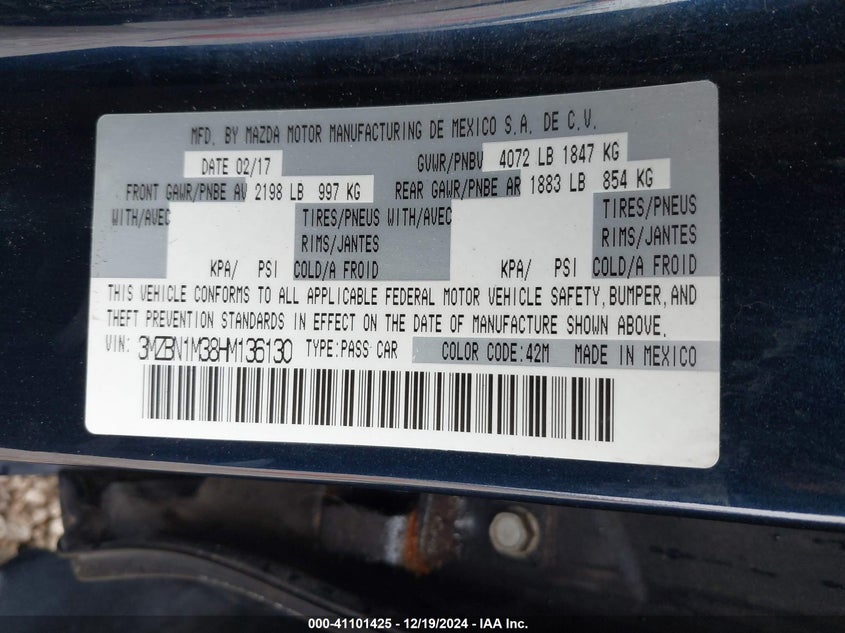 MFD. BY MAZDA MOTOR MANUFACTURING DE MEXICO S.A. DE C.V.
DATE 02/17 GVWR/PNBV 4072 LB 1847 KG
FRONT GAWR/PNBE AV 2198 LB 997 KG REAR GAWR/PNBE AR 1883 LB 854 KG
WITH/AVEC TIRES/PNEUS WITH/AVEC TIRES/PNEUS
RIMS/JANTES RIMS/JANTES
KPA/ PSI COLD/A FROID KPA/ PSI COLD/A FROID
THIS VEHICLE CONFORMS TO ALL APPLICABLE FEDERAL MOTOR VEHICLE SAFETY, BUMPER, AND
THEFT PREVENTION STANDARDS IN EFFECT ON THE DATE OF MANUFACTURE SHOWN ABOVE.
VIN: 3MZBN1M38HM136130 TYPE:PASS CAR COLOR CODE:42M MADE IN MEXICO
000-41101425 - 12/19/2024 - IAA Inc.